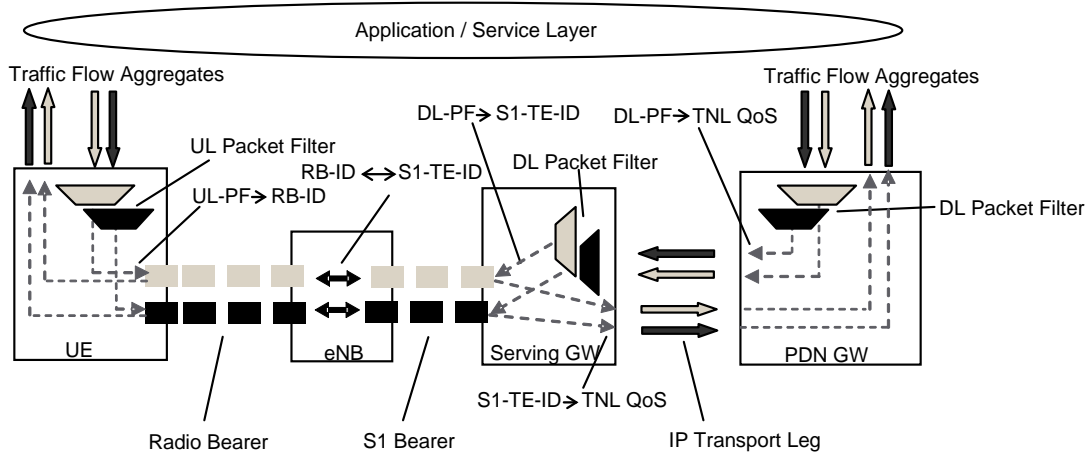 Application / Service Layer
Traffic Flow Aggregates
Traffic Flow Aggregates
DL-PF→S1-TE-ID
DL-PF→TNL QoS
UL Packet Filter
RB-ID ↔ S1-TE-ID
DL Packet Filter
UL-PF→RB-ID
DL Packet Filter
UE
eNB
Serving GW
PDN GW
S1-TE-ID→TNL QoS
Radio Bearer
S1 Bearer
IP Transport Leg